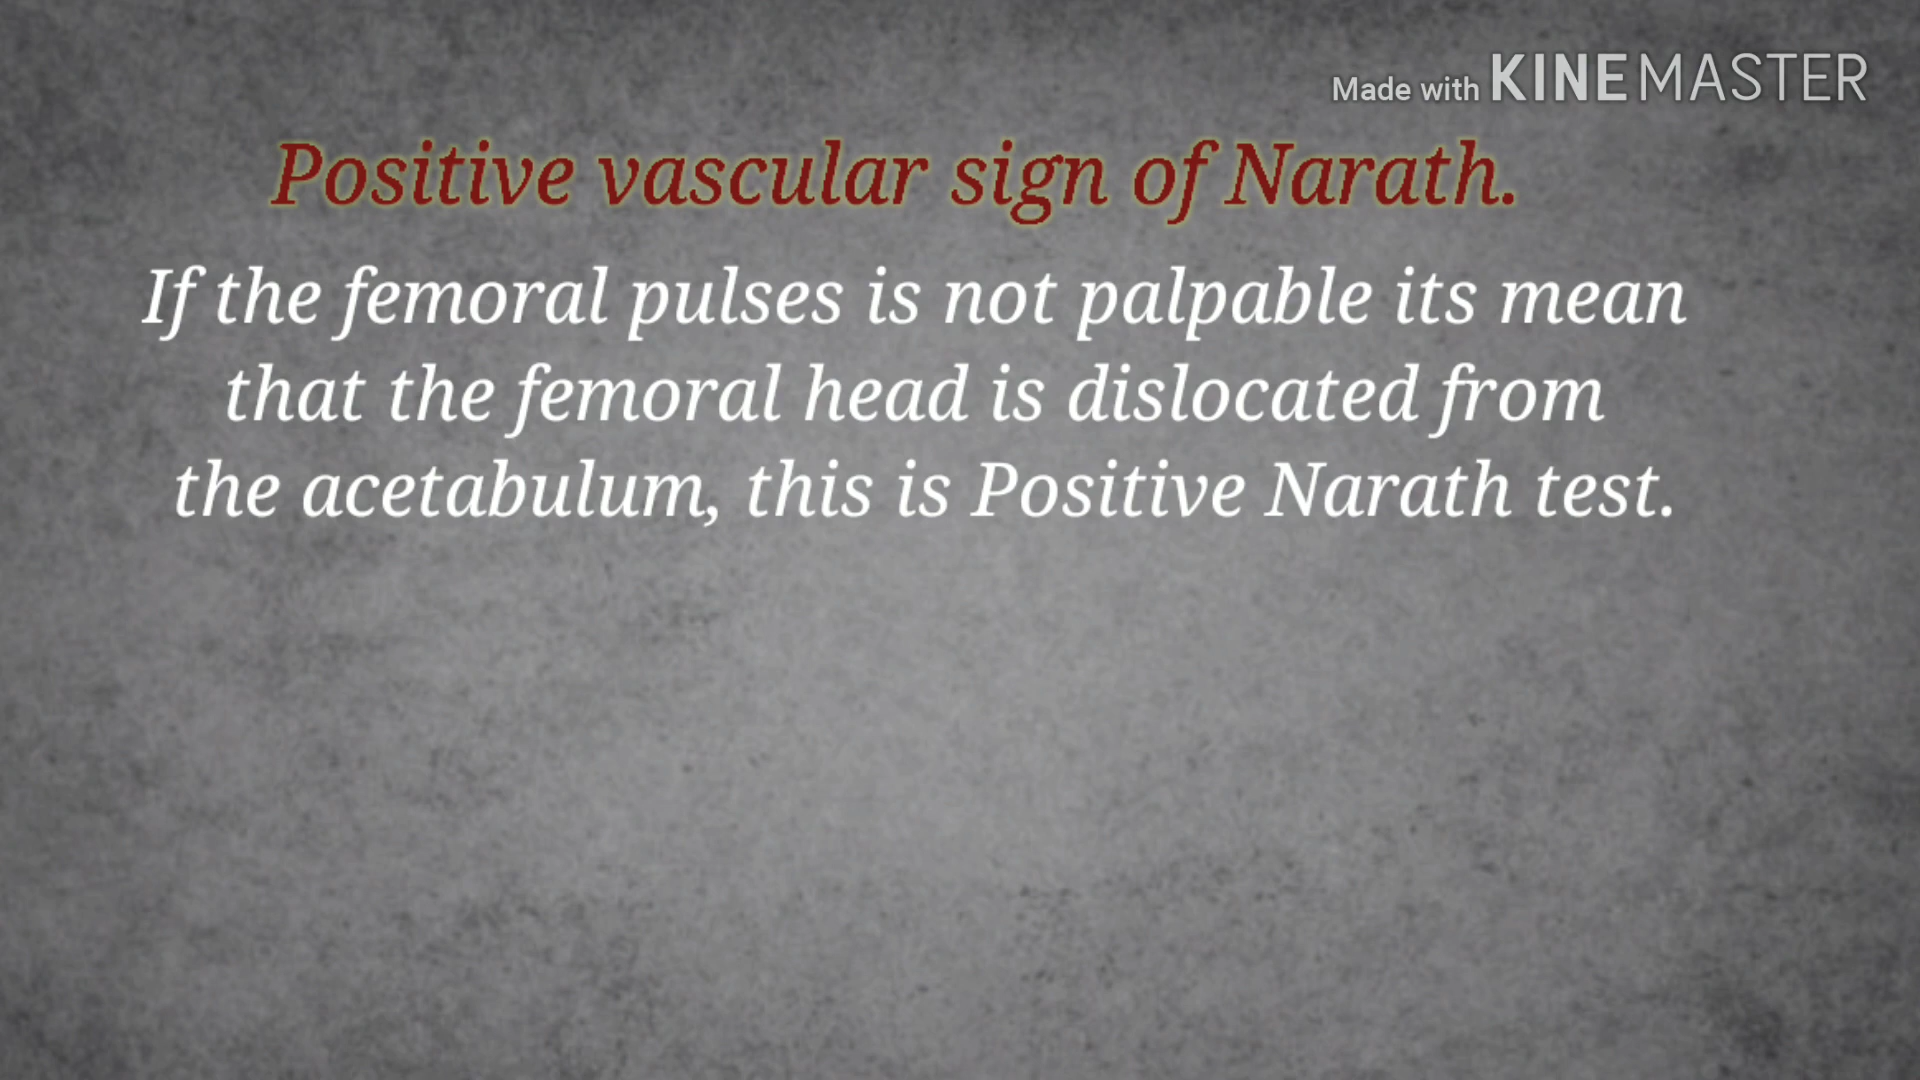 Made with KINEMASTER
Positive vascular sign of Narath.
If the femoral pulses is not palpable its mean
that the femoral head is dislocated from
the acetabulum, this is Positive Narath test.